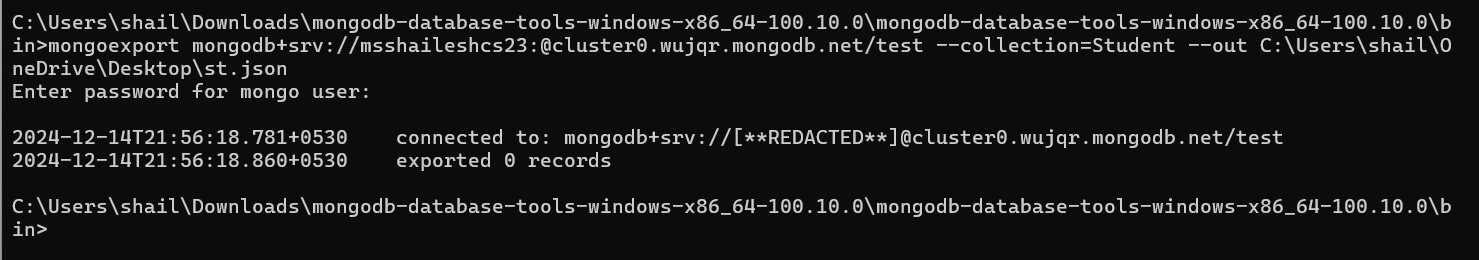 C:\Users\shail\Downloads\mongodb-database-tools-windows-x86_64-100.10.0\mongodb-database-tools-windows-x86_64-100.10.0\b
in>mongoexport mongodb+srv://msshaileshcs23:@cluster0.wujqr.mongodb.net/test --collection=Student --out C:\Users\shail\O
neDrive\Desktop\st.json
Enter password for mongo user:
2024-12-14T21:56:18.781+0530    connected to: mongodb+srv://[**REDACTED**]@cluster0.wujqr.mongodb.net/test
2024-12-14T21:56:18.860+0530    exported 0 records
C:\Users\shail\Downloads\mongodb-database-tools-windows-x86_64-100.10.0\mongodb-database-tools-windows-x86_64-100.10.0\b
in>